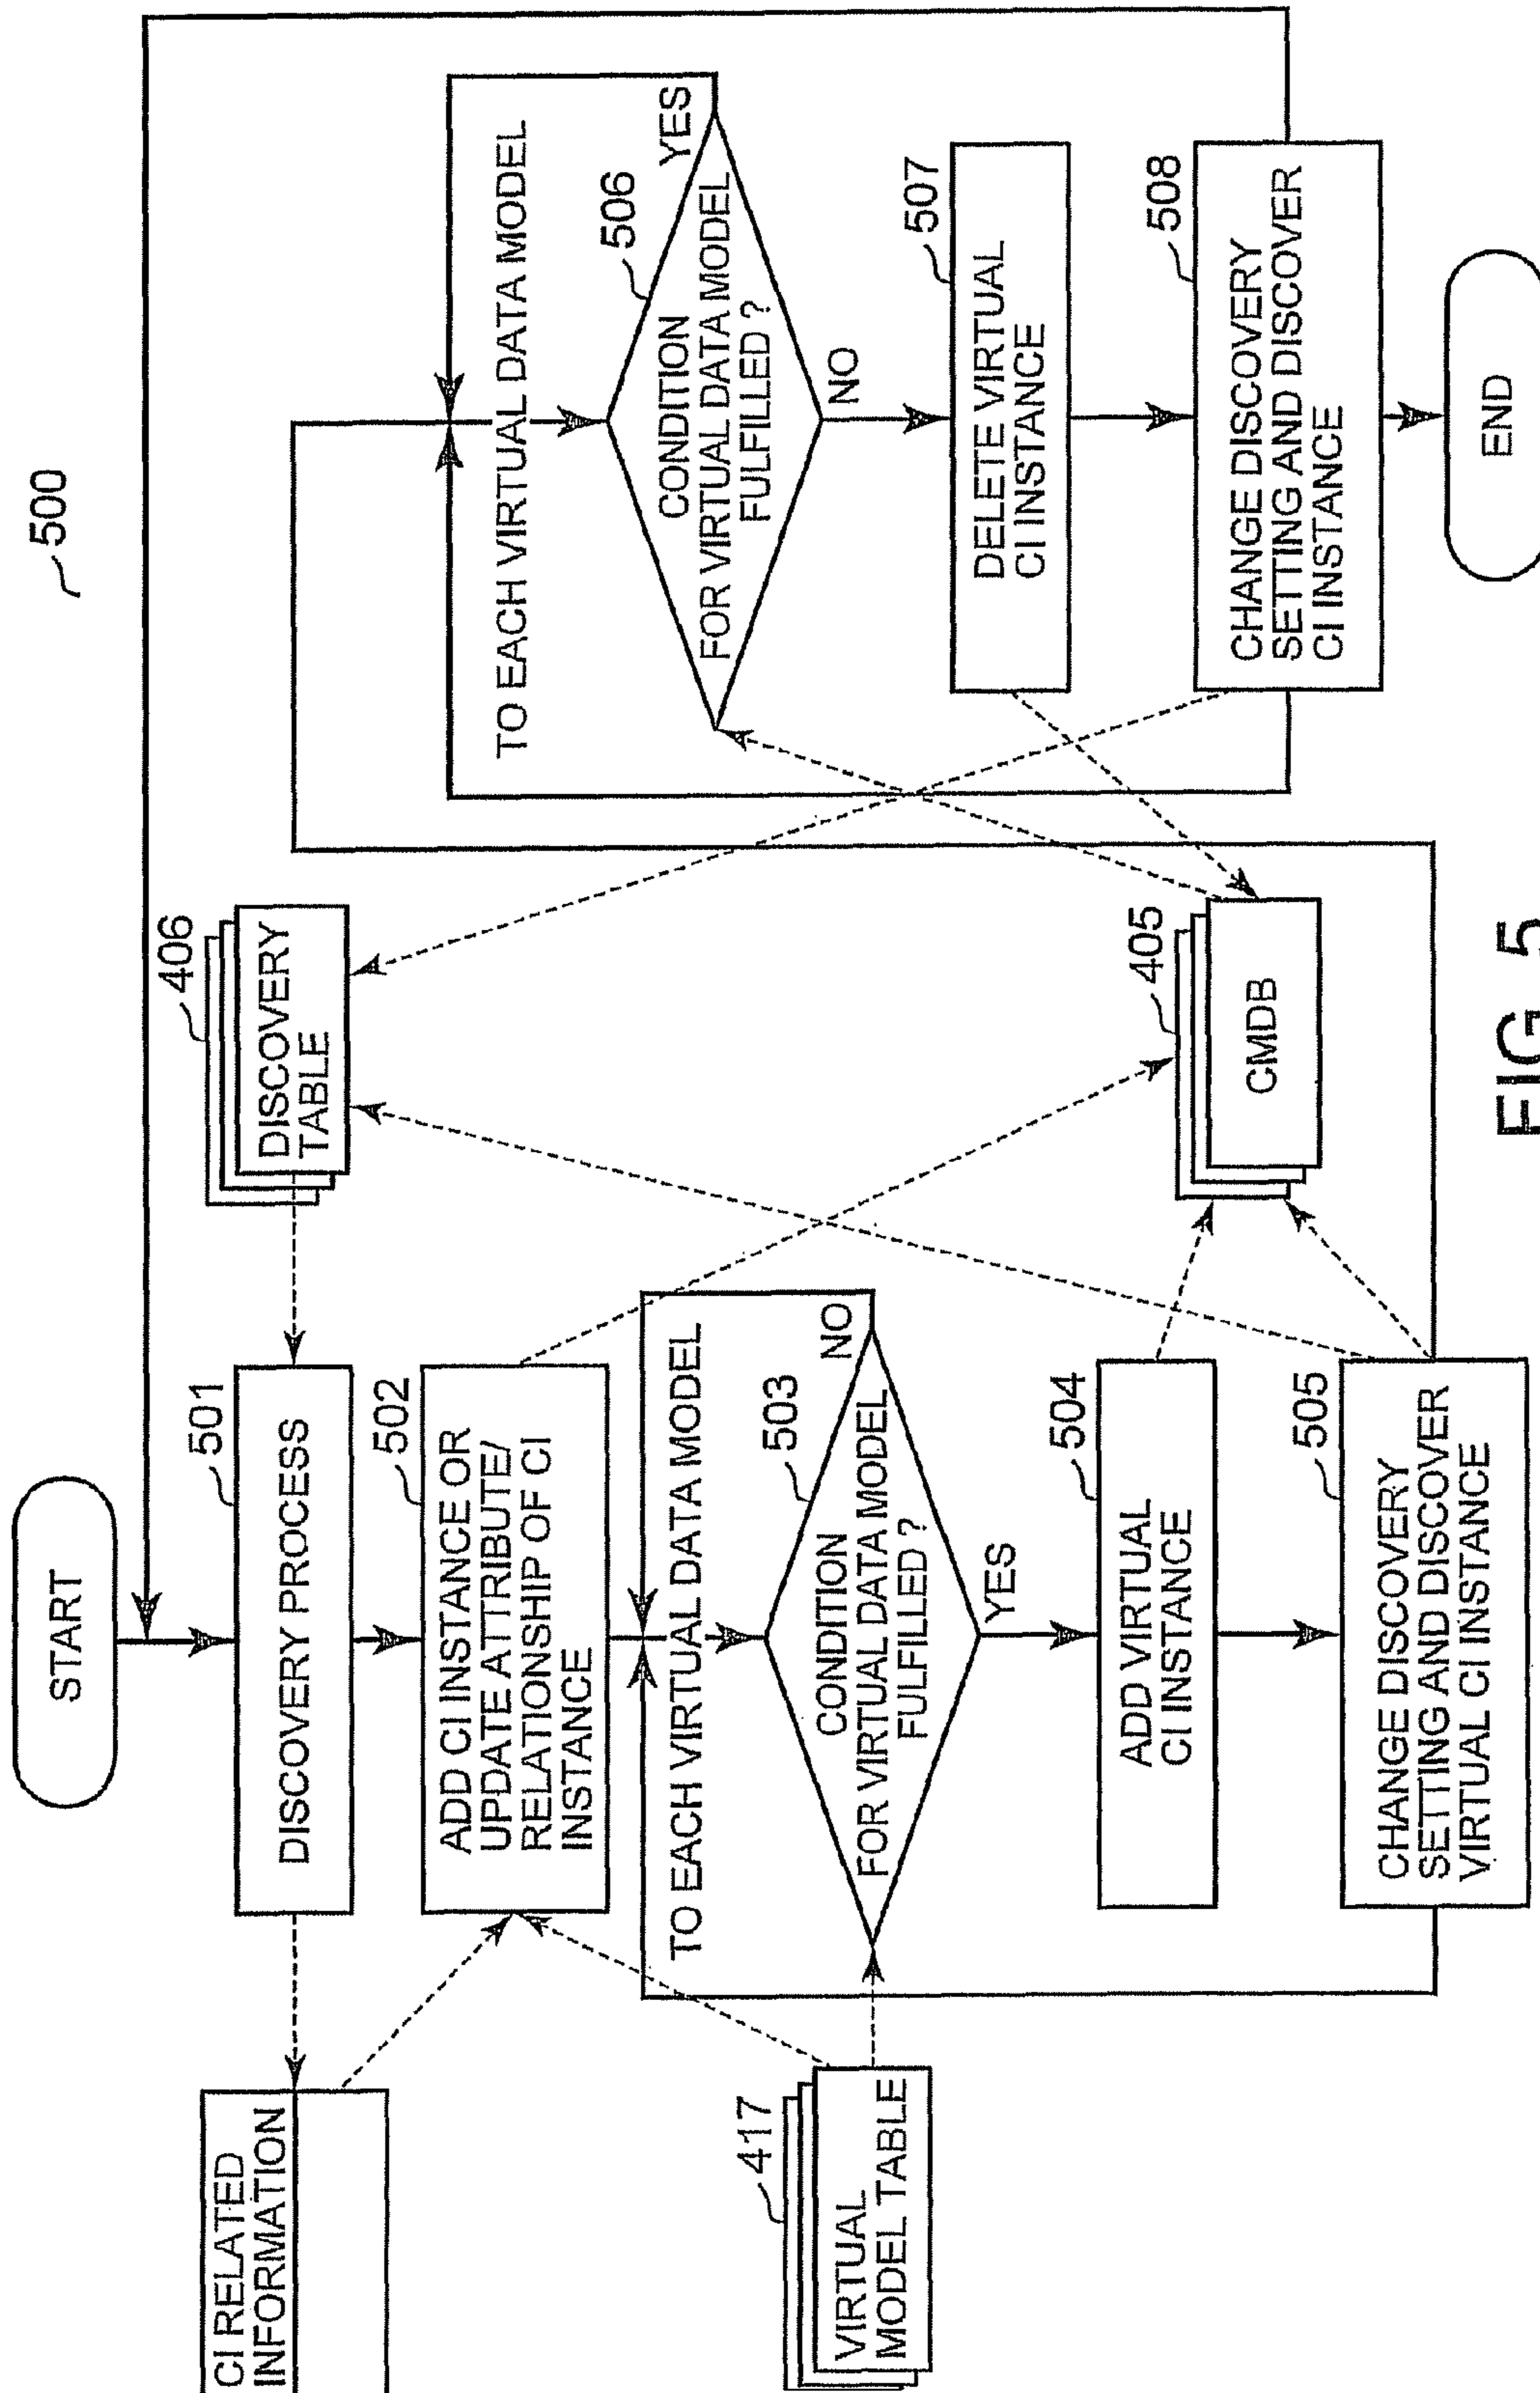 500
START
501
DISCOVERY PROCESS
CI RELATED
INFORMATION
406
DISCOVERY
TABLE
502
ADD CI INSTANCE OR
UPDATE ATTRIBUTE/
RELATIONSHIP OF CI
INSTANCE
TO EACH VIRTUAL DATA MODEL
503
CONDITION
FOR VIRTUAL DATA MODEL
FULFILLED ?
NO
YES
417
VIRTUAL
MODEL TABLE
504
ADD VIRTUAL
CI INSTANCE
405
CMDB
505
CHANGE DISCOVERY
SETTING AND DISCOVER
VIRTUAL CI INSTANCE
TO EACH VIRTUAL DATA MODEL
506
CONDITION
FOR VIRTUAL DATA MODEL
FULFILLED ?
YES
NO
507
DELETE VIRTUAL
CI INSTANCE
508
CHANGE DISCOVERY
SETTING AND DISCOVER
CI INSTANCE
END
FIG. 5